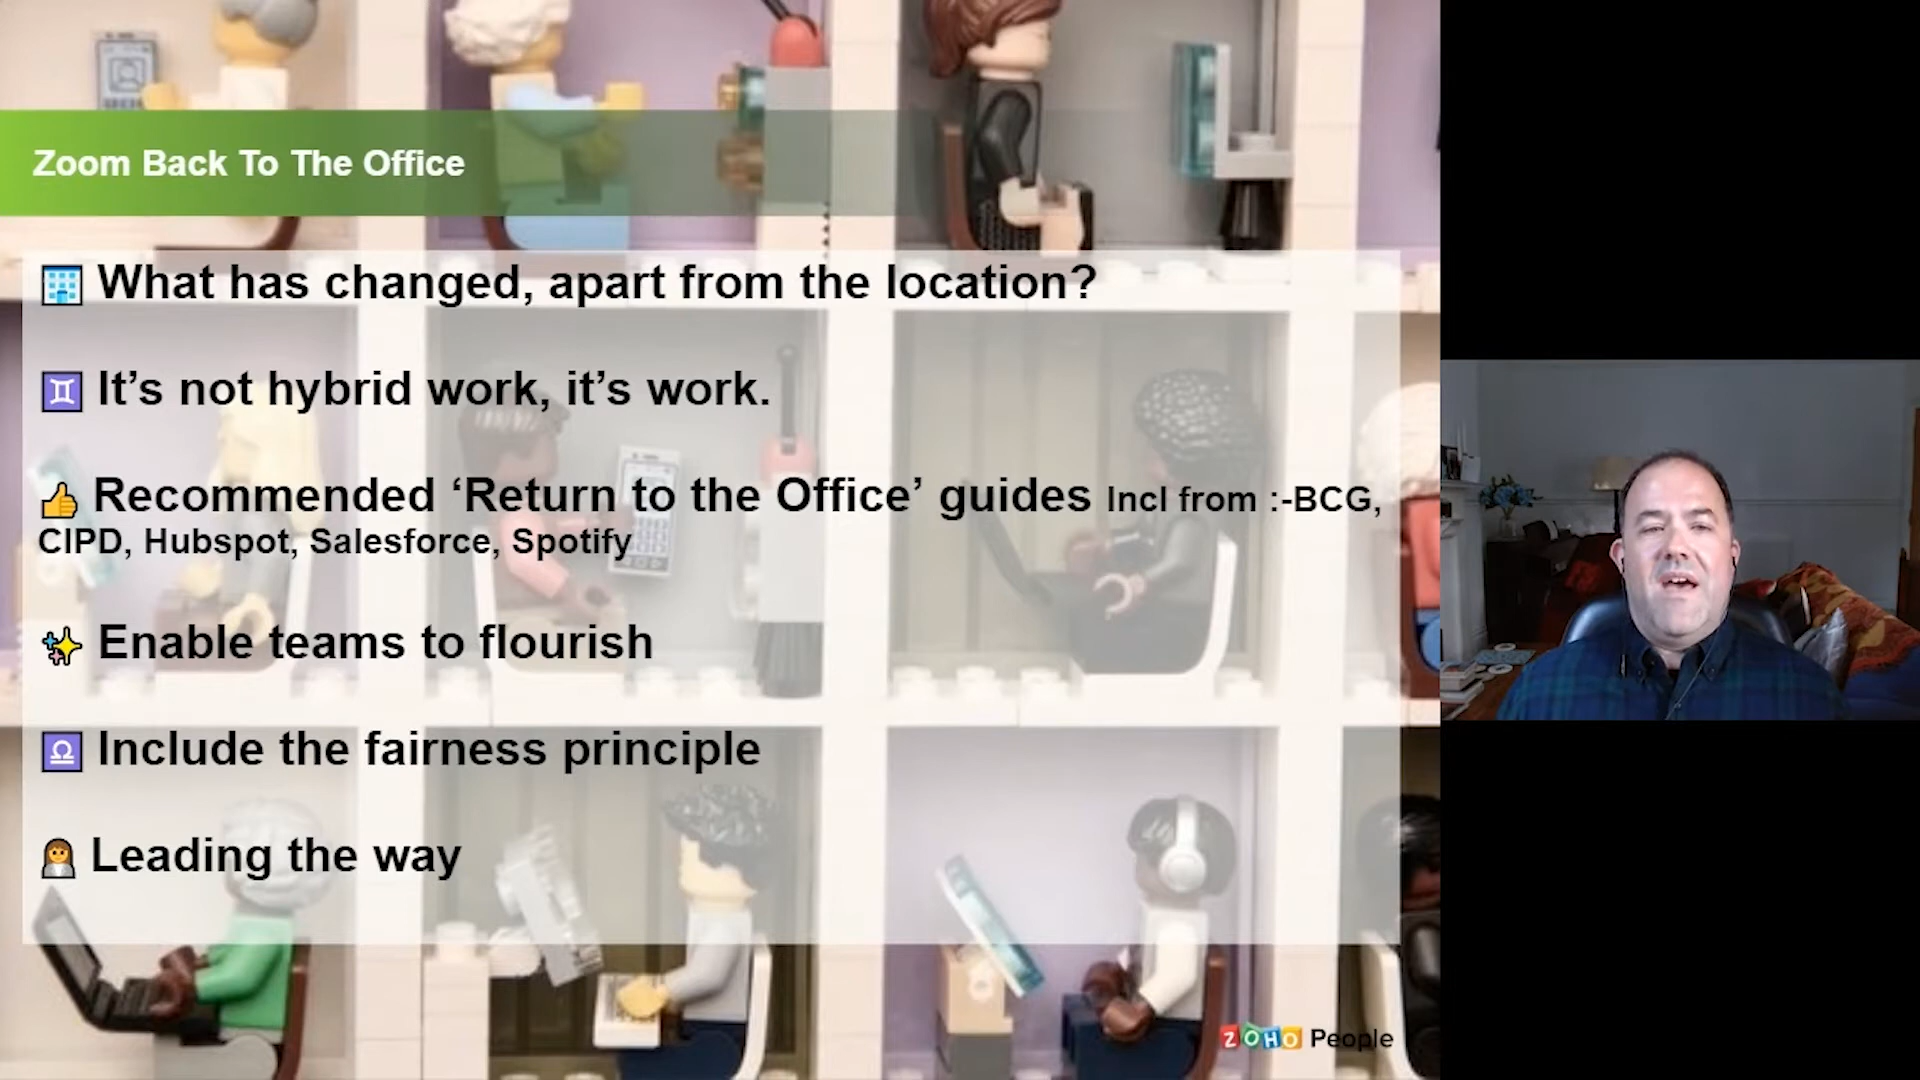 Zoom Back To The Office
🏢 What has changed, apart from the location?
♊ It’s not hybrid work, it’s work.
👍 Recommended ‘Return to the Office’ guides Incl from :-BCG,
CIPD, Hubspot, Salesforce, Spotify
✨ Enable teams to flourish
♎ Include the fairness principle
👩‍💼 Leading the way
ZOHO People